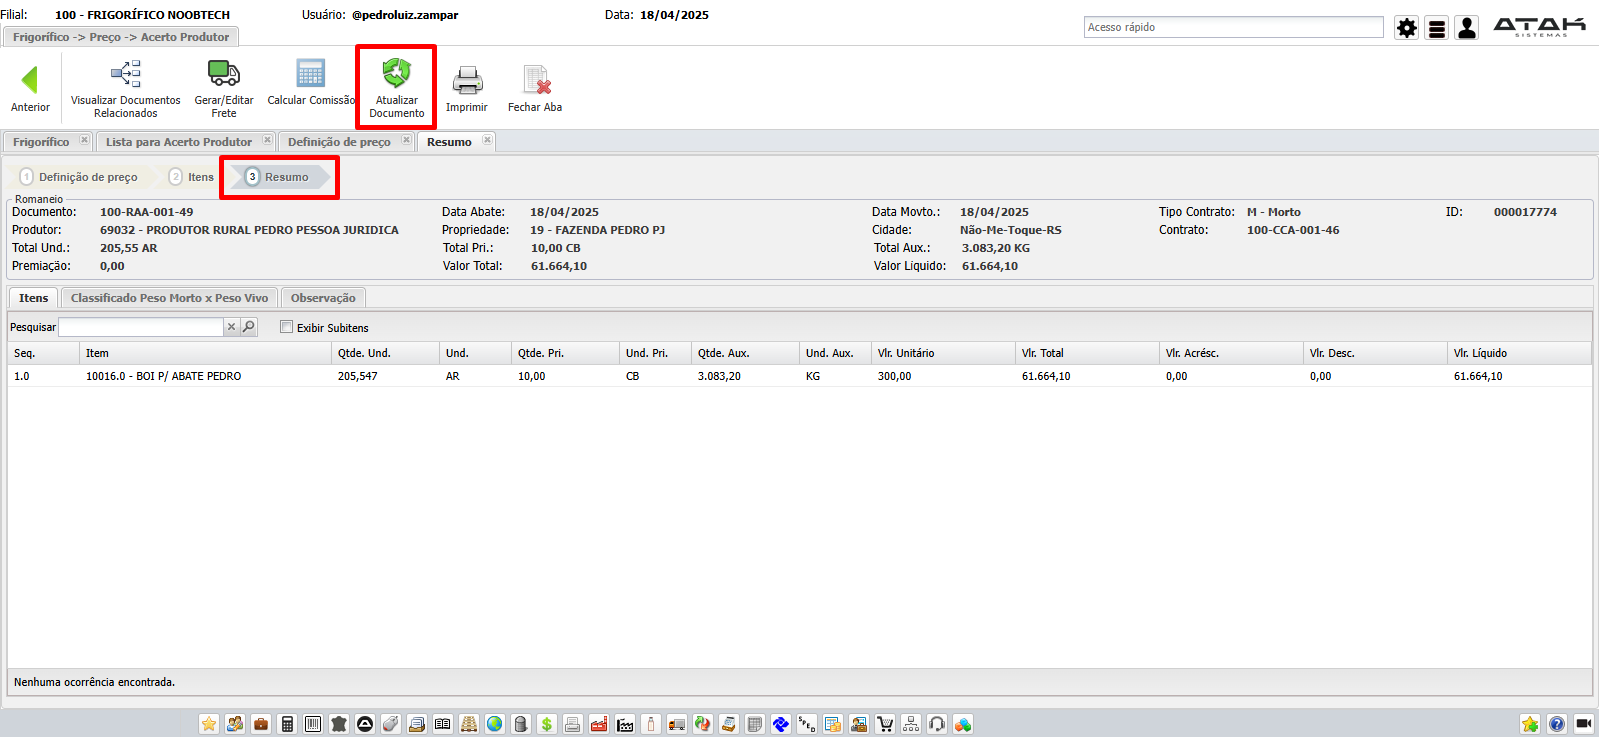 Filial: 100 - FRIGORÍFICO NOOBTECH Usuário: @pedroluiz.zampar Data: 18/04/2025
Frigorífico -> Preço -> Acerto Produtor
Acesso rápido
ATAK
SISTEMAS
Anterior
Visualizar Documentos
Relacionados
Gerar/Editar
Frete
Calcular Comissão
Atualizar
Documento
Imprimir
Fechar Aba
Frigorífico Lista para Acerto Produtor Definição de preço Resumo
1 Definição de preço 2 Itens 3 Resumo
Romaneio
Documento: 100-RAA-001-49 Data Abate: 18/04/2025 Data Movto.: 18/04/2025 Tipo Contrato: M - Morto ID: 000017774
Produtor: 69032 - PRODUTOR RURAL PEDRO PESSOA JURIDICA Propriedade: 19 - FAZENDA PEDRO PJ Cidade: Não-Me-Toque-RS Contrato: 100-CCA-001-46
Total Und.: 205,55 AR Total Pri.: 10,00 CB Total Aux.: 3.083,20 KG
Premiação: 0,00 Valor Total: 61.664,10 Valor Líquido: 61.664,10
Itens Classificado Peso Morto x Peso Vivo Observação
Pesquisar Exibir Subitens
Seq. Item Qtde. Und. Und. Qtde. Pri. Und. Pri. Qtde. Aux. Und. Aux. Vlr. Unitário Vlr. Total Vlr. Acrésc. Vlr. Desc. Vlr. Líquido
1.0 10016.0 - BOI P/ ABATE PEDRO 205,547 AR 10,00 CB 3.083,20 KG 300,00 61.664,10 0,00 0,00 61.664,10
Nenhuma ocorrência encontrada.
SPED